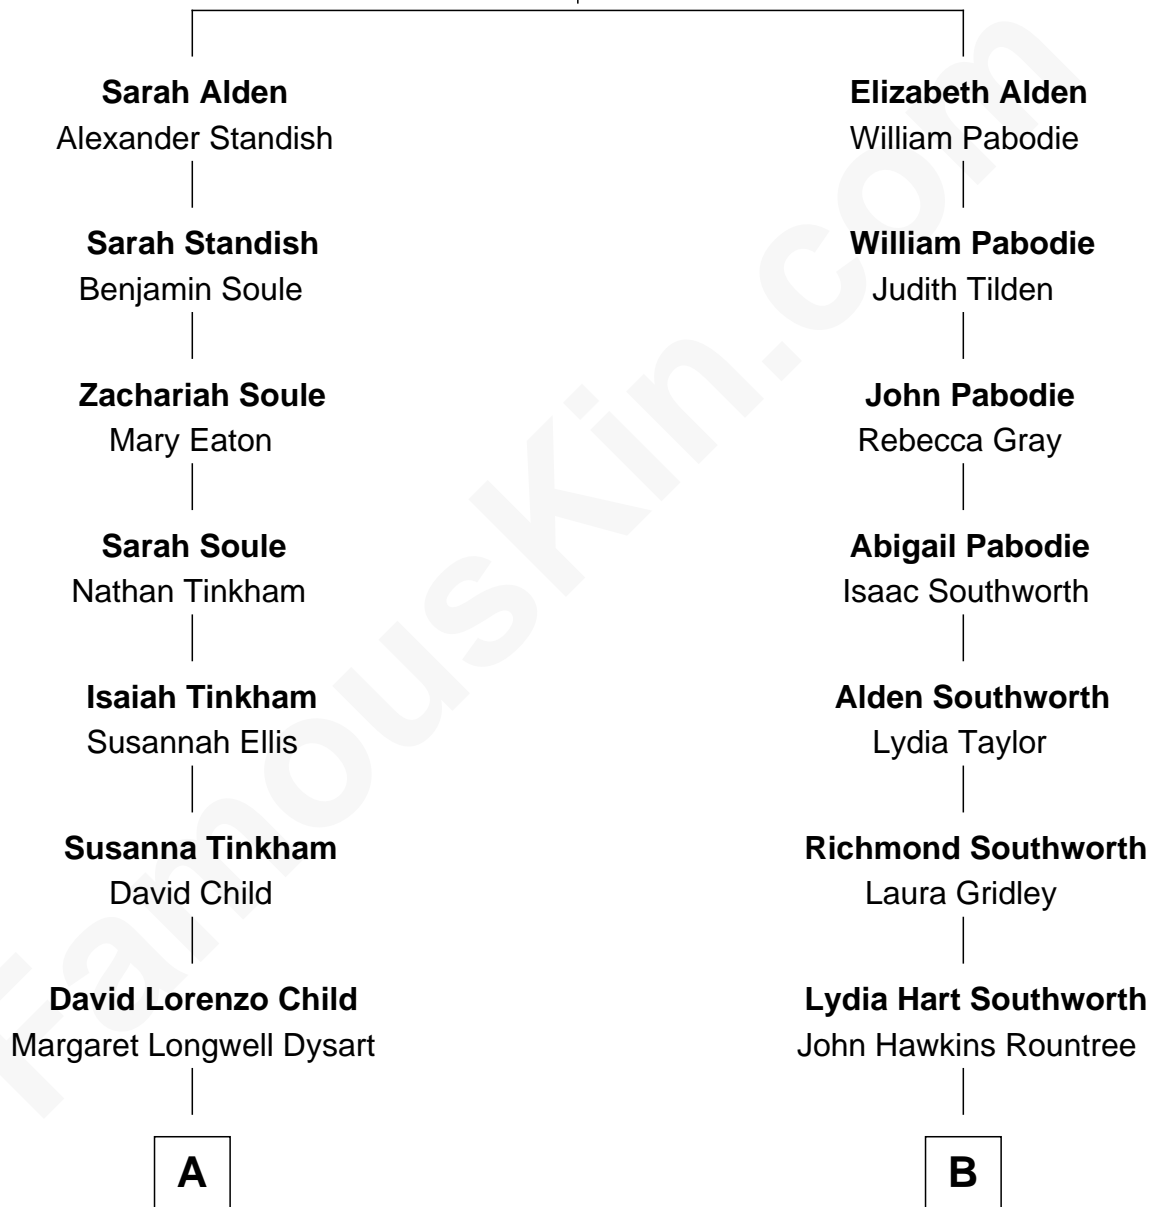 Sarah Alden
Alexander Standish
Sarah Standish
Benjamin Soule
Zachariah Soule
Mary Eaton
Sarah Soule
Nathan Tinkham
Isaiah Tinkham
Susannah Ellis
Susanna Tinkham
David Child
David Lorenzo Child
Margaret Longwell Dysart
A
Elizabeth Alden
William Pabodie
William Pabodie
Judith Tilden
John Pabodie
Rebecca Gray
Abigail Pabodie
Isaac Southworth
Alden Southworth
Lydia Taylor
Richmond Southworth
Laura Gridley
Lydia Hart Southworth
John Hawkins Rountree
B
FamousKin.com